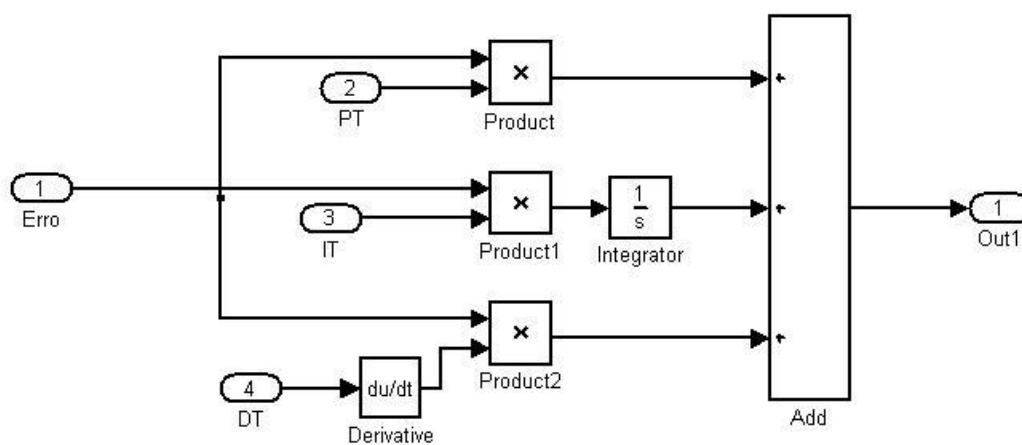 2
PT
×
Product
+
1
Erro
3
IT
×
Product1
1
s
Integrator
+
1
Out1
4
DT
du/dt
Derivative
×
Product2
+
Add